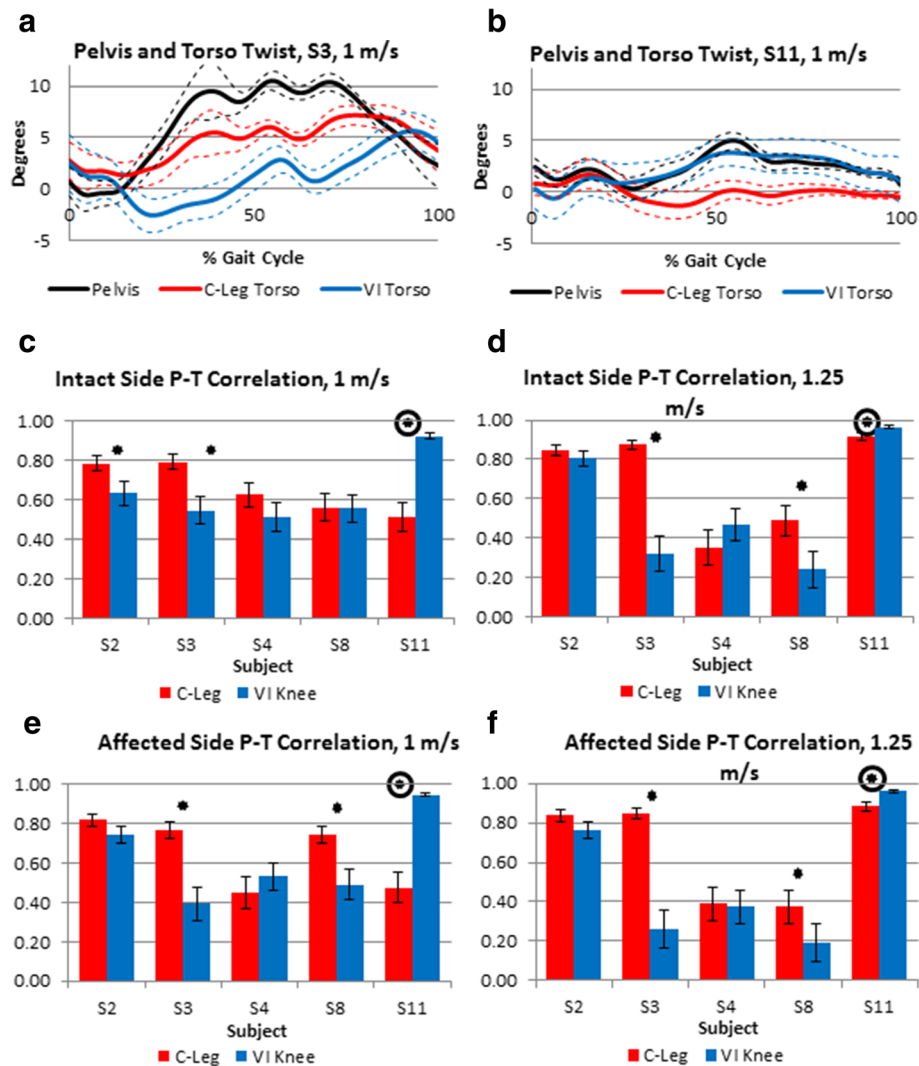 a
Pelvis and Torso Twist, S3, 1 m/s
10
5
0
-5
Degrees
0
50
100
% Gait Cycle
Pelvis
C-Leg Torso
VI Torso
b
Pelvis and Torso Twist, S11, 1 m/s
10
5
0
-5
Degrees
0
50
100
% Gait Cycle
Pelvis
C-Leg Torso
VI Torso
c
Intact Side P-T Correlation, 1 m/s
1.00
0.80
0.60
0.40
0.20
0.00
*
*
*
S2
S3
S4
S8
S11
Subject
C-Leg
VI Knee
d
Intact Side P-T Correlation, 1.25
m/s
1.00
0.80
0.60
0.40
0.20
0.00
*
*
*
S2
S3
S4
S8
S11
Subject
C-Leg
VI Knee
e
Affected Side P-T Correlation, 1 m/s
1.00
0.80
0.60
0.40
0.20
0.00
*
*
*
S2
S3
S4
S8
S11
Subject
C-Leg
VI Knee
f
Affected Side P-T Correlation, 1.25
m/s
1.00
0.80
0.60
0.40
0.20
0.00
*
*
*
S2
S3
S4
S8
S11
Subject
C-Leg
VI Knee